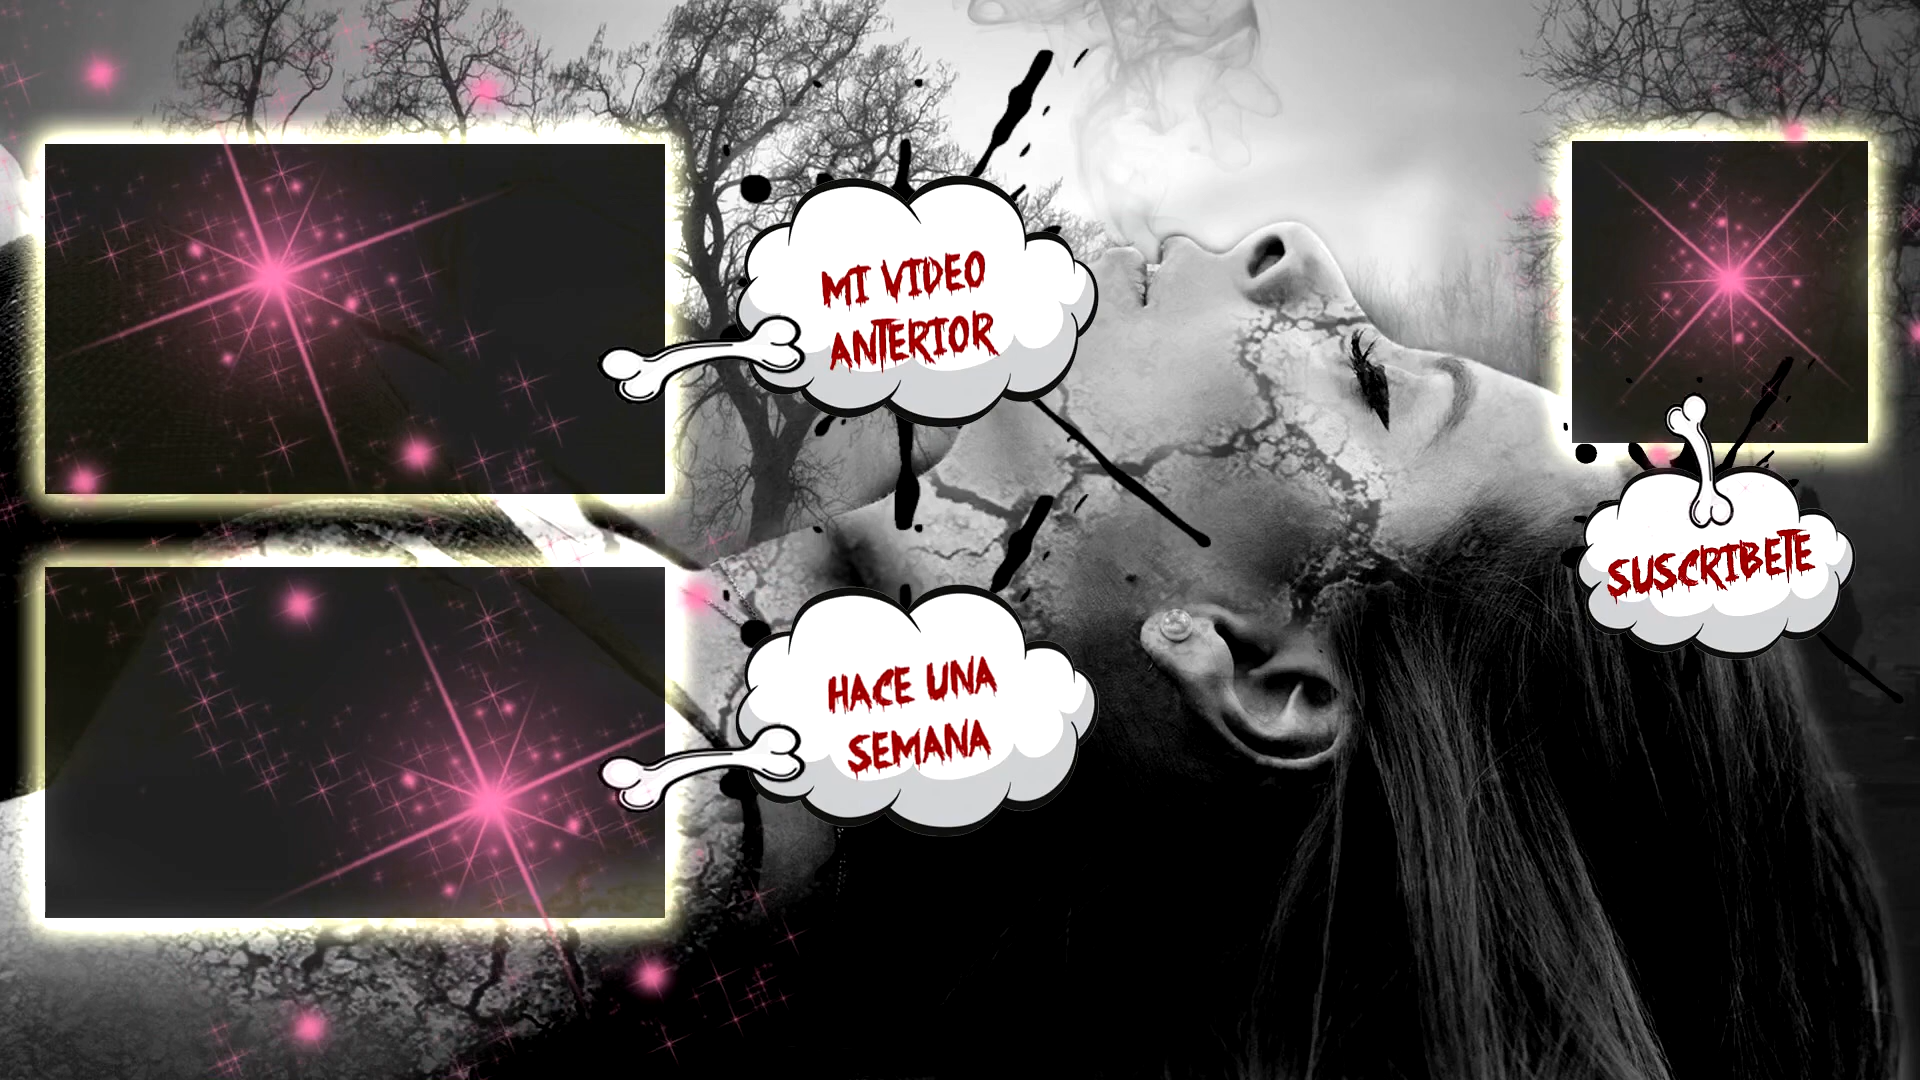 MI VIDEO
ANTERIOR
SUSCRIBETE
HACE UNA
SEMANA